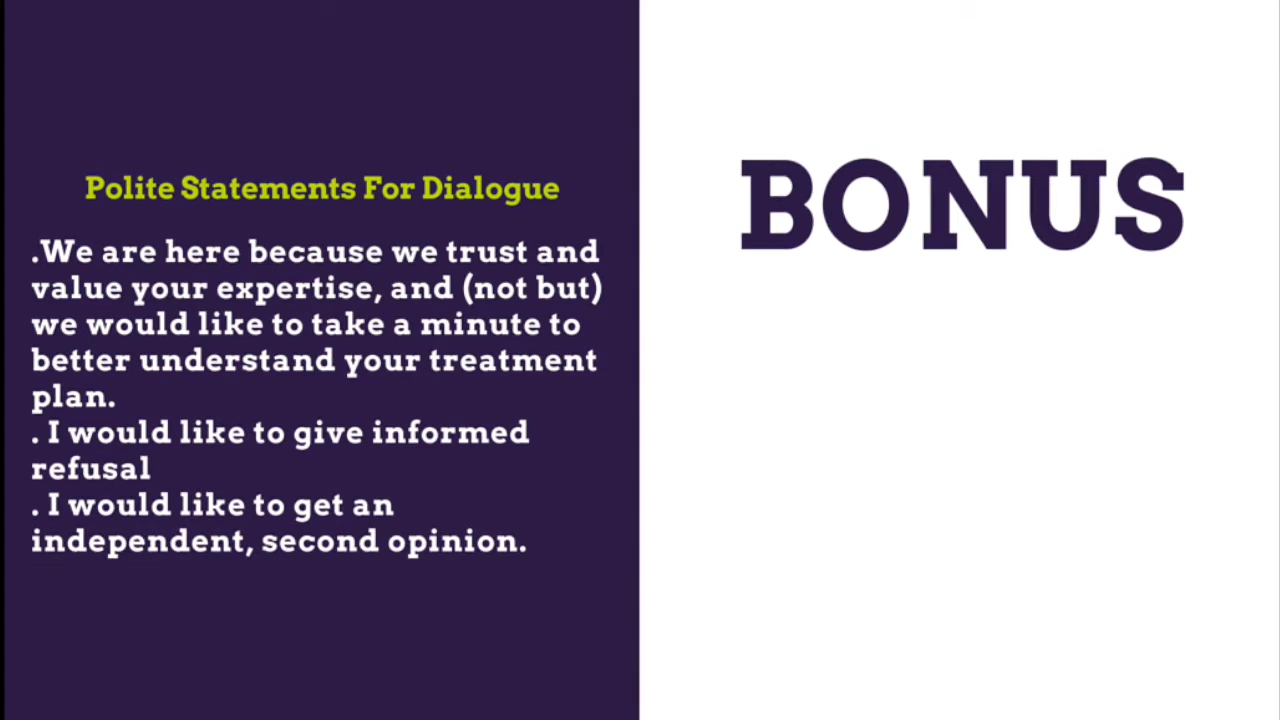 Polite Statements For Dialogue
.We are here because we trust and
value your expertise, and (not but)
we would like to take a minute to
better understand your treatment
plan.
. I would like to give informed
refusal
. I would like to get an
independent, second opinion.
BONUS